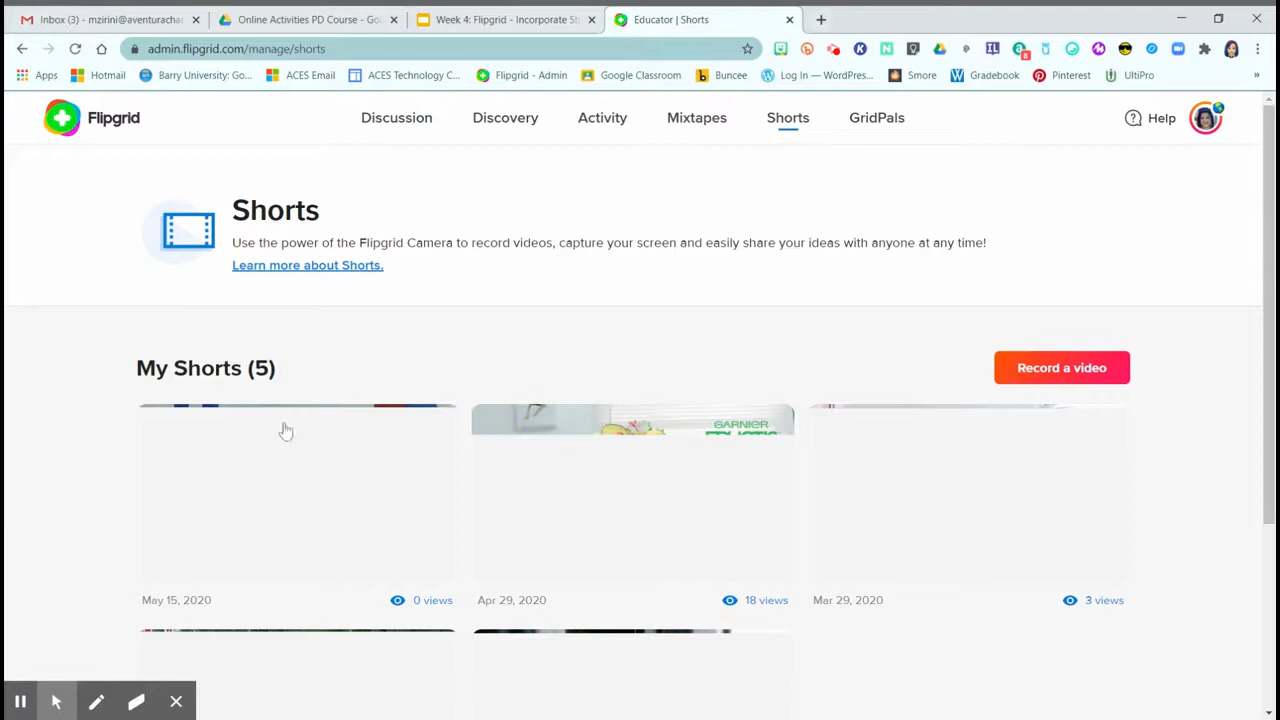 Inbox (3) - mzirini@aventuracha
Online Activities PD Course - Go
Week 4: Flipgrid - Incorporate St
Educator | Shorts
admin.flipgrid.com/manage/shorts
Apps
Hotmail
Barry University: Go...
ACES Email
ACES Technology C...
Flipgrid - Admin
Google Classroom
Buncee
Log In — WordPres...
Smore
Gradebook
Pinterest
UltiPro
»
Flipgrid
Discussion
Discovery
Activity
Mixtapes
Shorts
GridPals
Help
Shorts
Use the power of the Flipgrid Camera to record videos, capture your screen and easily share your ideas with anyone at any time!
Learn more about Shorts.
My Shorts (5)
Record a video
GARNIER
May 15, 2020
0 views
Apr 29, 2020
18 views
Mar 29, 2020
3 views